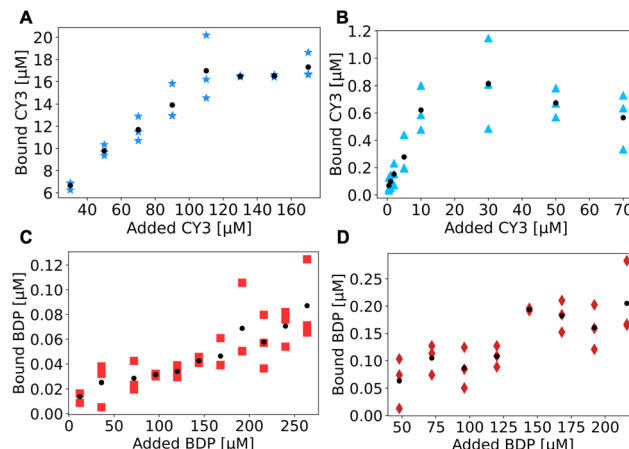 A
B
20
18
16
14
12
10
8
6
Bound CY3 [μM]
40 60 80 100 120 140 160
Added CY3 [μM]
1.2
1.0
0.8
0.6
0.4
0.2
0.0
Bound CY3 [μM]
0 10 20 30 40 50 60 70
Added CY3 [μM]
C
D
0.12
0.10
0.08
0.06
0.04
0.02
0.00
Bound BDP [μM]
0 50 100 150 200 250
Added BDP [μM]
0.25
0.20
0.15
0.10
0.05
0.00
Bound BDP [μM]
50 75 100 125 150 175 200
Added BDP [μM]